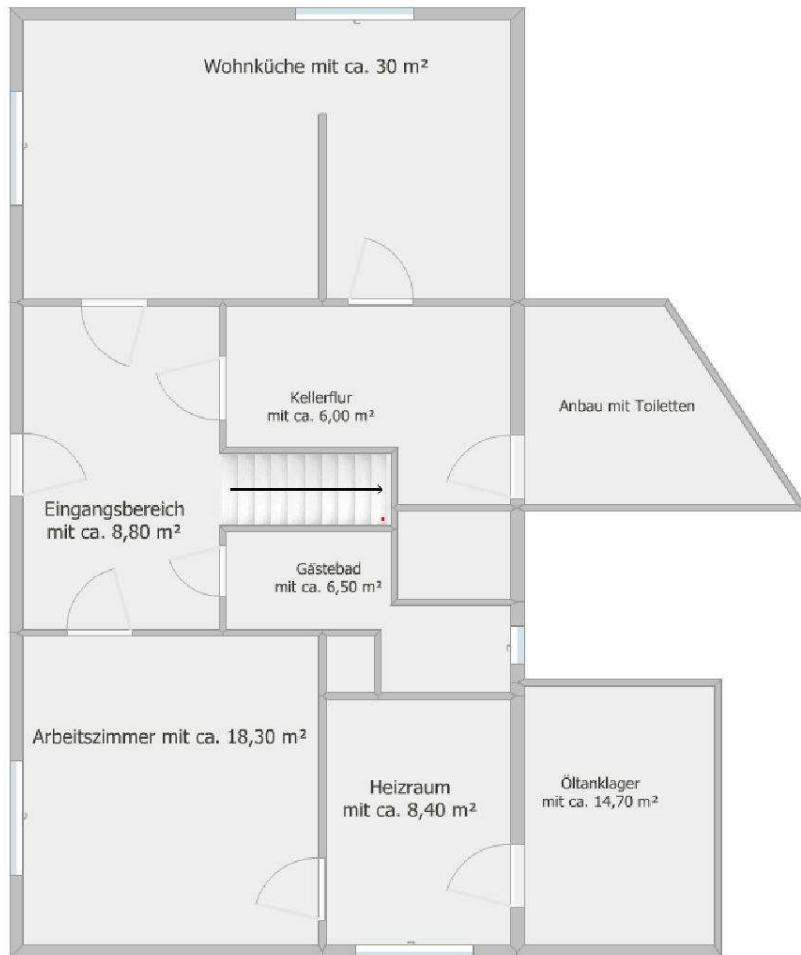 Wohnküche mit ca. 30 m²
Kellerflur
mit ca. 6,00 m²
Anbau mit Toiletten
Eingangsbereich
mit ca. 8,80 m²
Gästebad
mit ca. 6,50 m²
Arbeitszimmer mit ca. 18,30 m²
Heizraum
mit ca. 8,40 m²
Öltanklager
mit ca. 14,70 m²